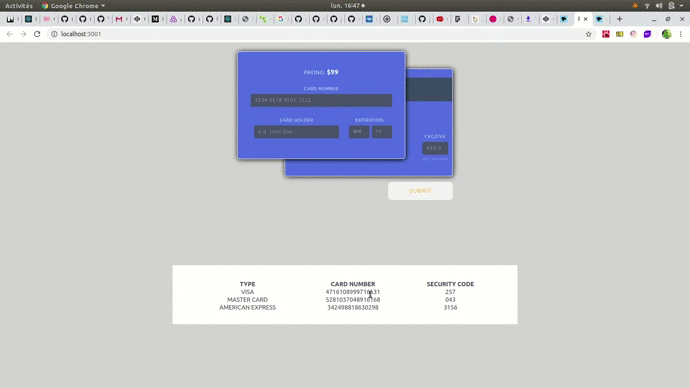 Activités Google Chrome lun. 16:47
localhost:3001
PAYING: $99
CARD NUMBER
1234 5678 9101 1112
CARD HOLDER EXPIRATION
e.g. John Doe MM YY
CVC/CVV
SUBMIT
TYPE CARD NUMBER SECURITY CODE
VISA 4716108999716531 257
MASTER CARD 5281037048916168 043
AMERICAN EXPRESS 342498818630298 3156